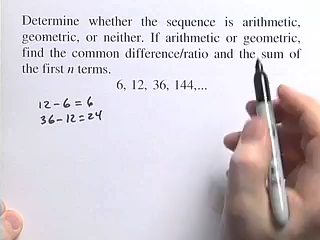 Determine whether the sequence is arithmetic,
geometric, or neither. If arithmetic or geometric,
find the common difference/ratio and the sum of
the first n terms.
6, 12, 36, 144,...
12-6=6
36-12=24